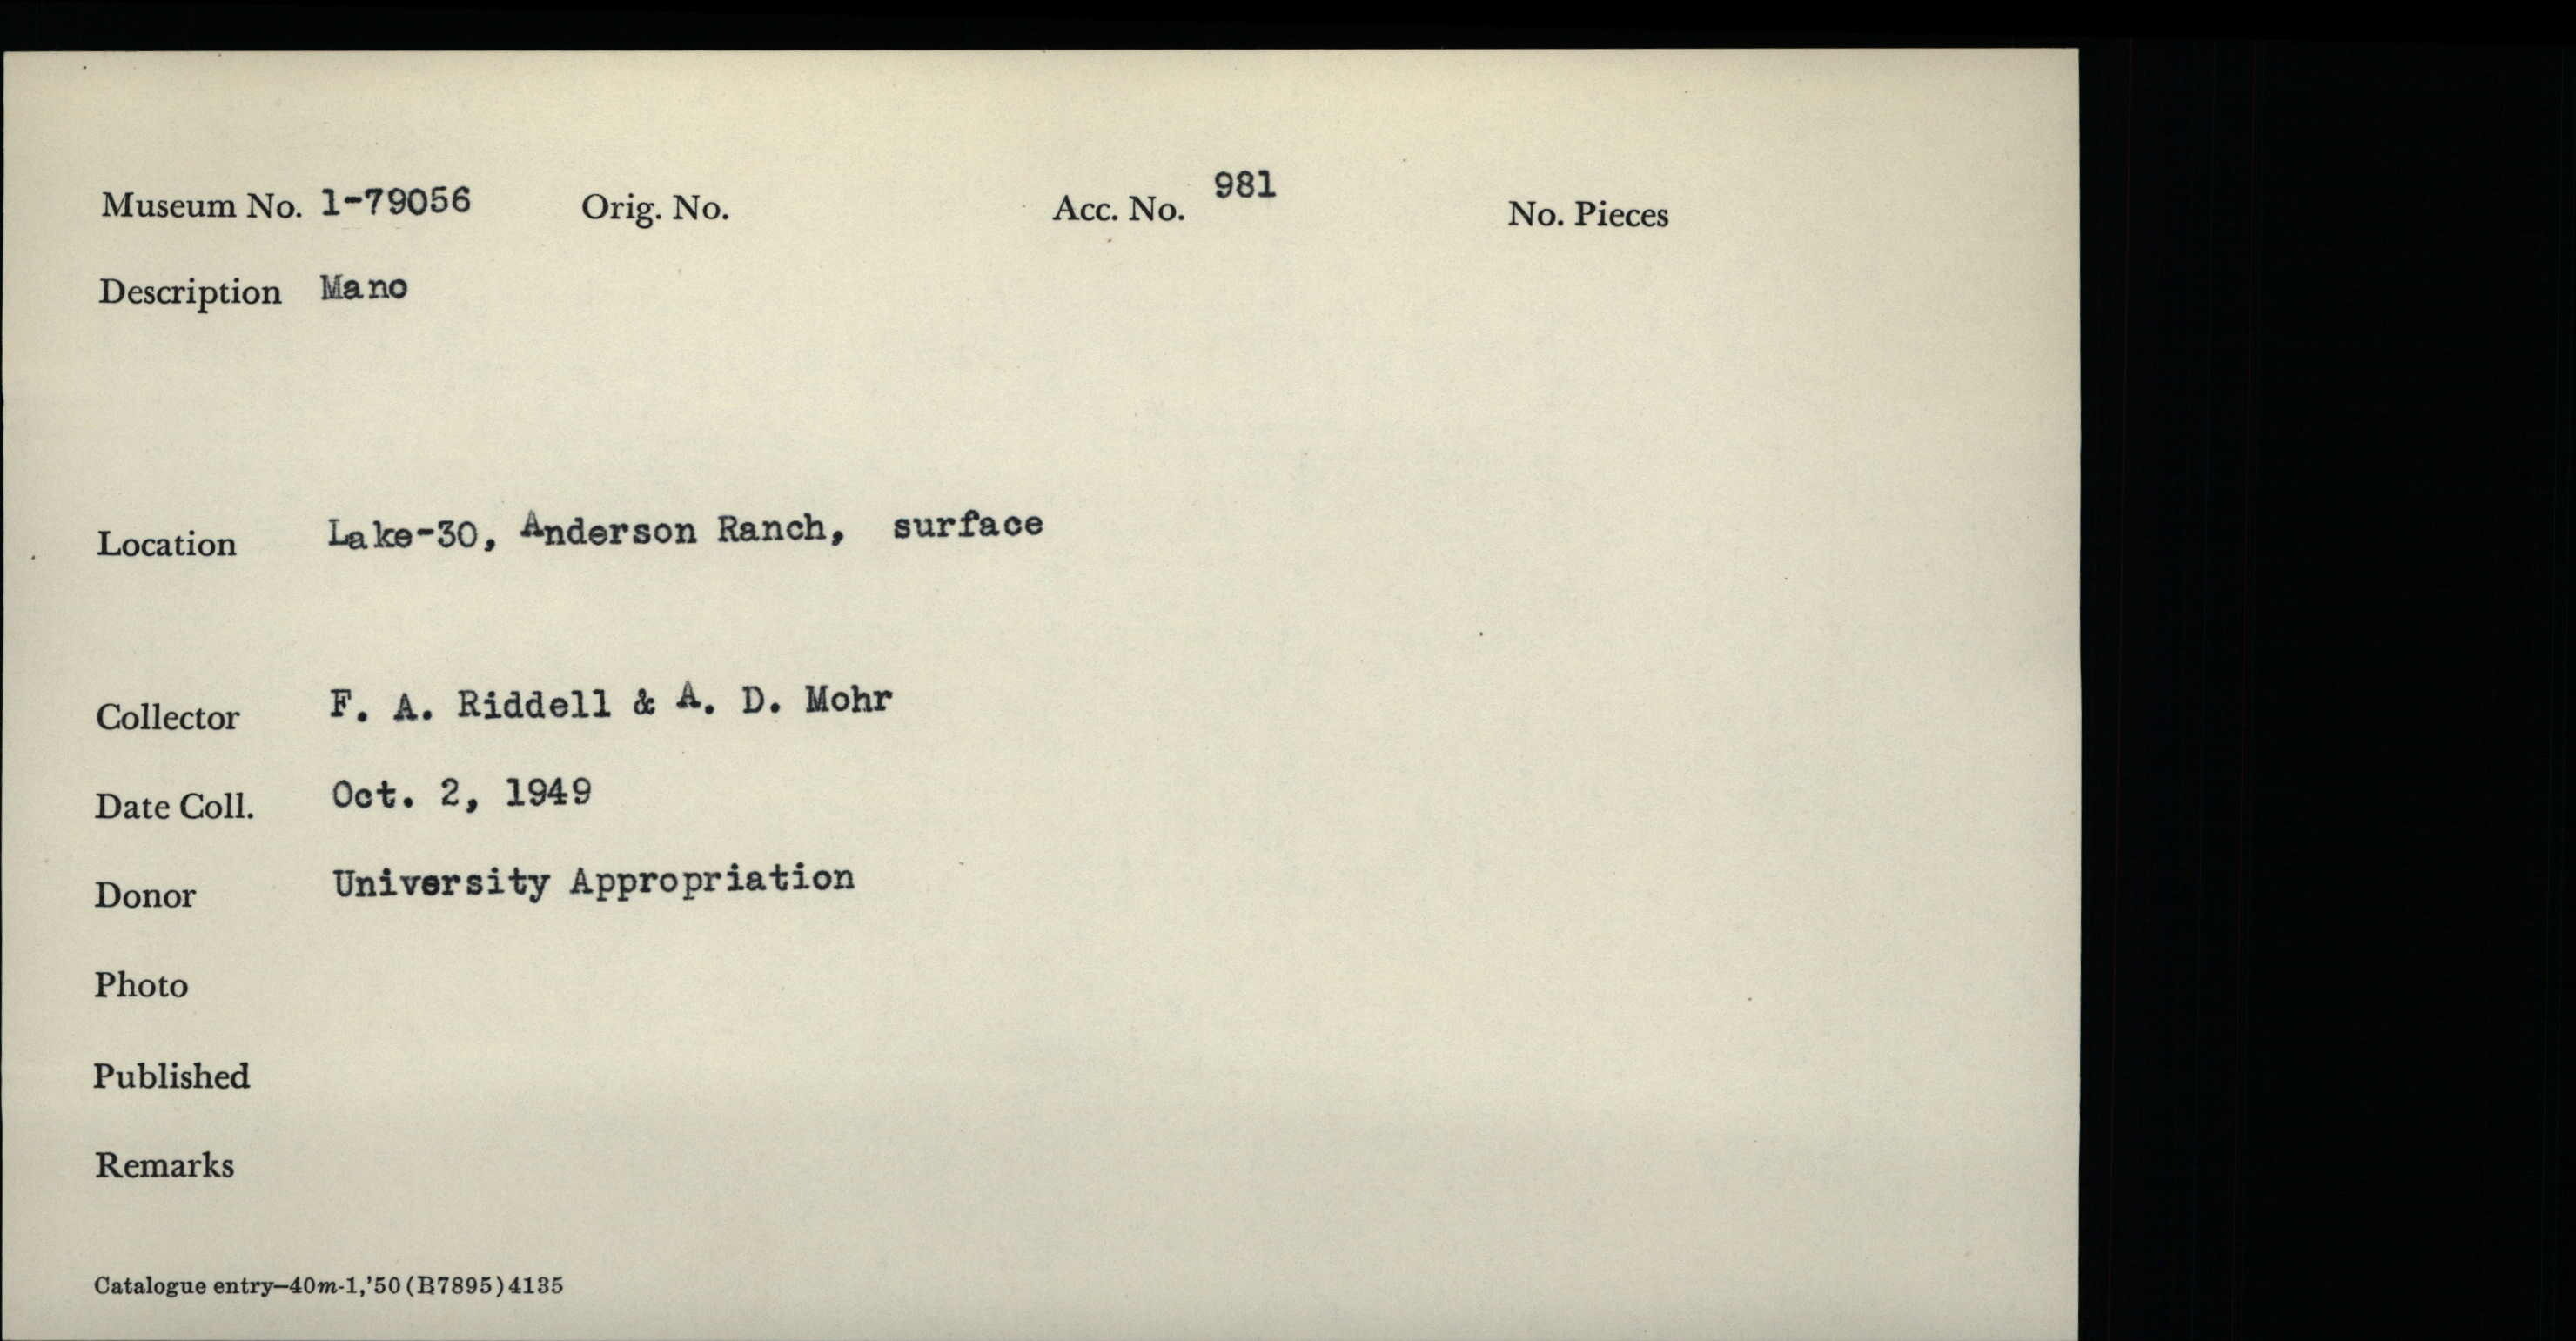 Museum No. 1-79056 Orig. No. Acc. No. 981 No. Pieces
Description Mano
Location Lake-30, Anderson Ranch, surface
Collector F. A. Riddell & A. D. Mohr
Date Coll. Oct. 2, 1949
Donor University Appropriation
Photo
Published
Remarks
Catalogue entry—40m-1,'50 (B7895) 4135